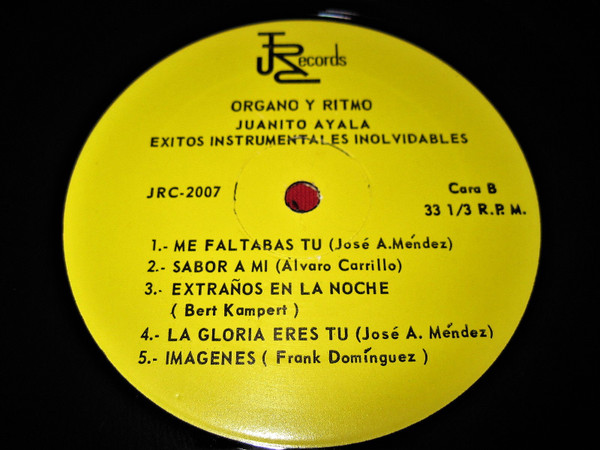 JRC Records
ORGANO Y RITMO
JUANITO AYALA
EXITOS INSTRUMENTALES INOLVIDABLES
JRC-2007
Cara B
33 1/3 R.P.M.
1.- ME FALTABAS TU (José A.Méndez)
2.- SABOR A MI (Álvaro Carrillo)
3.- EXTRAÑOS EN LA NOCHE
( Bert Kampert )
4.- LA GLORIA ERES TU (José A. Méndez)
5.- IMAGENES ( Frank Domínguez )